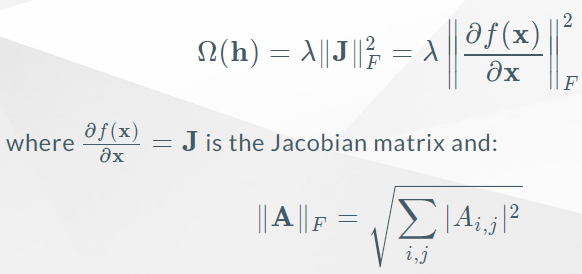 Ω(h) = λ‖J‖²_F = λ ‖∂f(x)/∂x‖²_F
where ∂f(x)/∂x = J is the Jacobian matrix and:
‖A‖_F = √(∑_{i,j} |A_{i,j}|²)